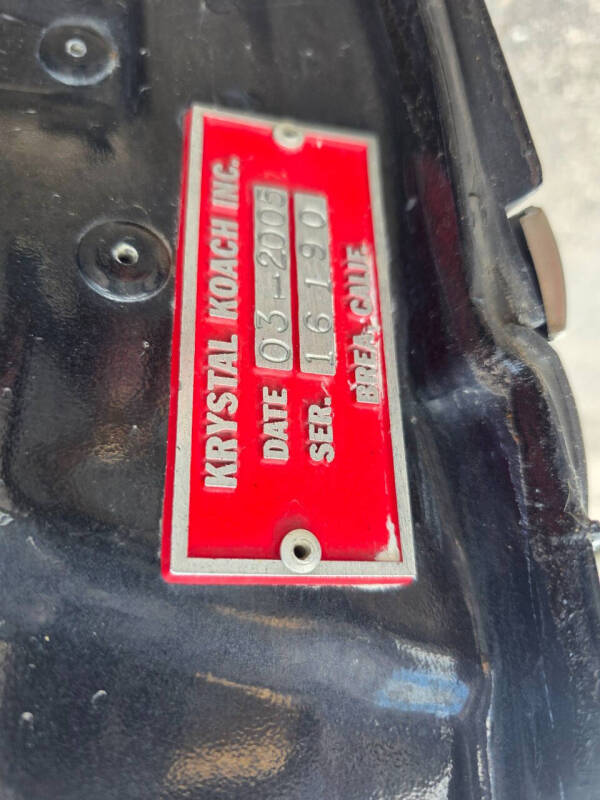 KRYSTAL KOACH INC.
DATE 03-2005
SER. 16190
BREA, CALIF.